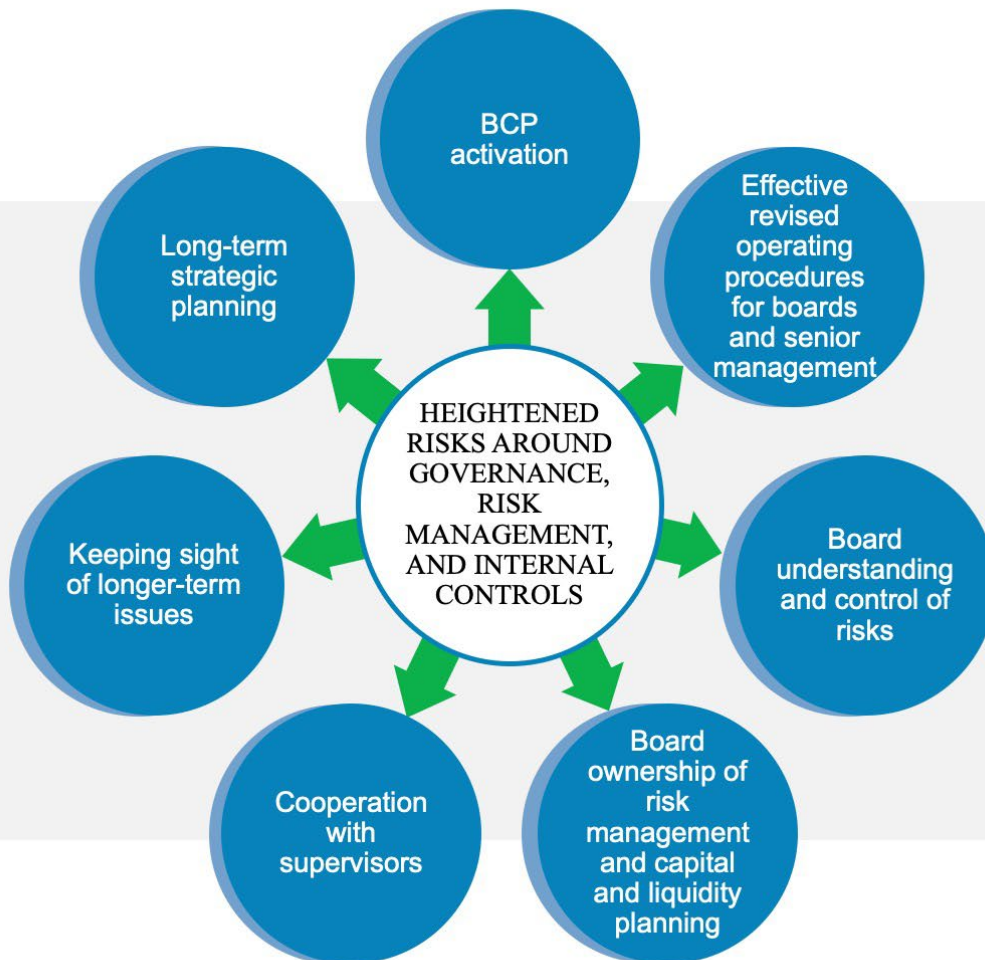 BCP
activation
Effective
revised
operating
procedures
for boards
and senior
management
Board
understanding
and control of
risks
Board
ownership of
risk
management
and capital
and liquidity
planning
Cooperation
with
supervisors
Keeping sight
of longer-term
issues
Long-term
strategic
planning
HEIGHTENED
RISKS AROUND
GOVERNANCE,
RISK
MANAGEMENT,
AND INTERNAL
CONTROLS